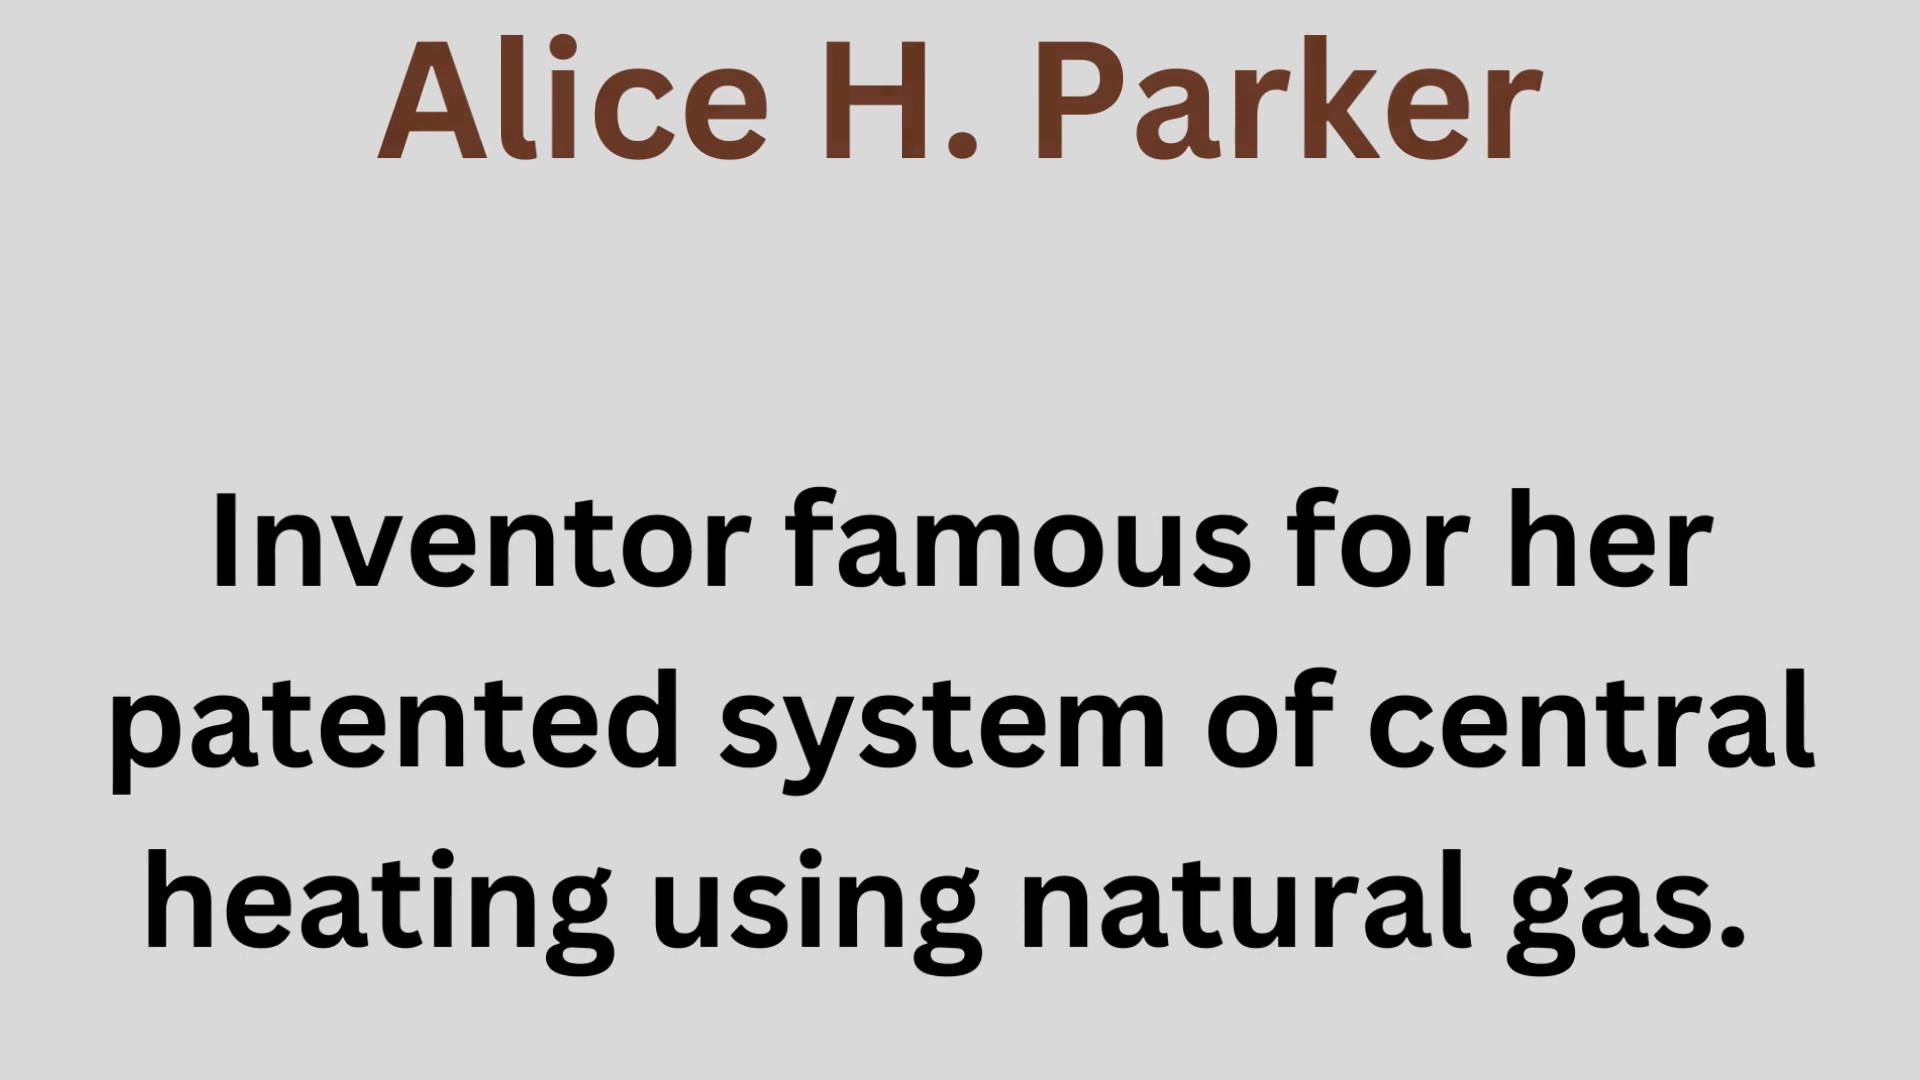 Alice H. Parker
Inventor famous for her
patented system of central
heating using natural gas.